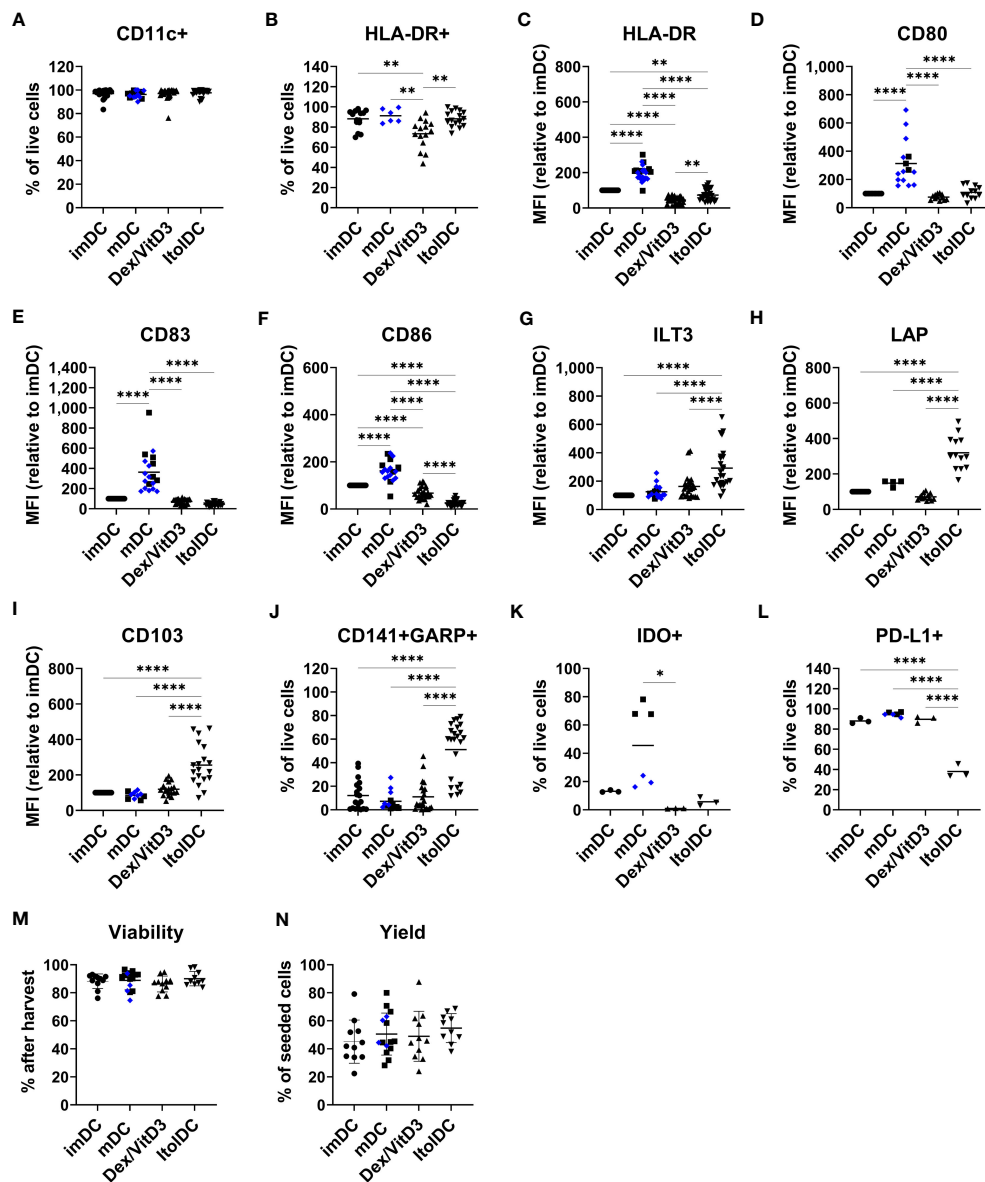 A
CD11c+
% of live cells
120
100
80
60
40
20
0
imDC
mDC
Dex/VitD3
ItolDC
B
HLA-DR+
% of live cells
140
120
100
80
60
40
20
0
**
**
**
imDC
mDC
Dex/VitD3
ItolDC
C
HLA-DR
MFI (relative to imDC)
800
600
400
200
0
**
****
****
****
****
**
imDC
mDC
Dex/VitD3
ItolDC
D
CD80
MFI (relative to imDC)
1,000
800
600
400
200
0
****
****
****
imDC
mDC
Dex/VitD3
ItolDC
E
CD83
MFI (relative to imDC)
1,400
1,200
1,000
800
600
400
200
0
****
****
****
imDC
mDC
Dex/VitD3
ItolDC
F
CD86
MFI (relative to imDC)
600
400
200
0
****
****
****
****
****
****
imDC
mDC
Dex/VitD3
ItolDC
G
ILT3
MFI (relative to imDC)
1,000
800
600
400
200
0
****
****
****
imDC
mDC
Dex/VitD3
ItolDC
H
LAP
MFI (relative to imDC)
800
600
400
200
0
****
****
****
imDC
mDC
Dex/VitD3
ItolDC
I
CD103
MFI (relative to imDC)
800
600
400
200
0
****
****
****
imDC
mDC
Dex/VitD3
ItolDC
J
CD141+GARP+
% of live cells
120
100
80
60
40
20
0
****
****
****
imDC
mDC
Dex/VitD3
ItolDC
K
IDO+
% of live cells
100
80
60
40
20
0
*
imDC
mDC
Dex/VitD3
ItolDC
L
PD-L1+
% of live cells
140
120
100
80
60
40
20
0
****
****
****
imDC
mDC
Dex/VitD3
ItolDC
M
Viability
% after harvest
100
80
60
40
20
0
imDC
mDC
Dex/VitD3
ItolDC
N
Yield
% of seeded cells
100
80
60
40
20
0
imDC
mDC
Dex/VitD3
ItolDC